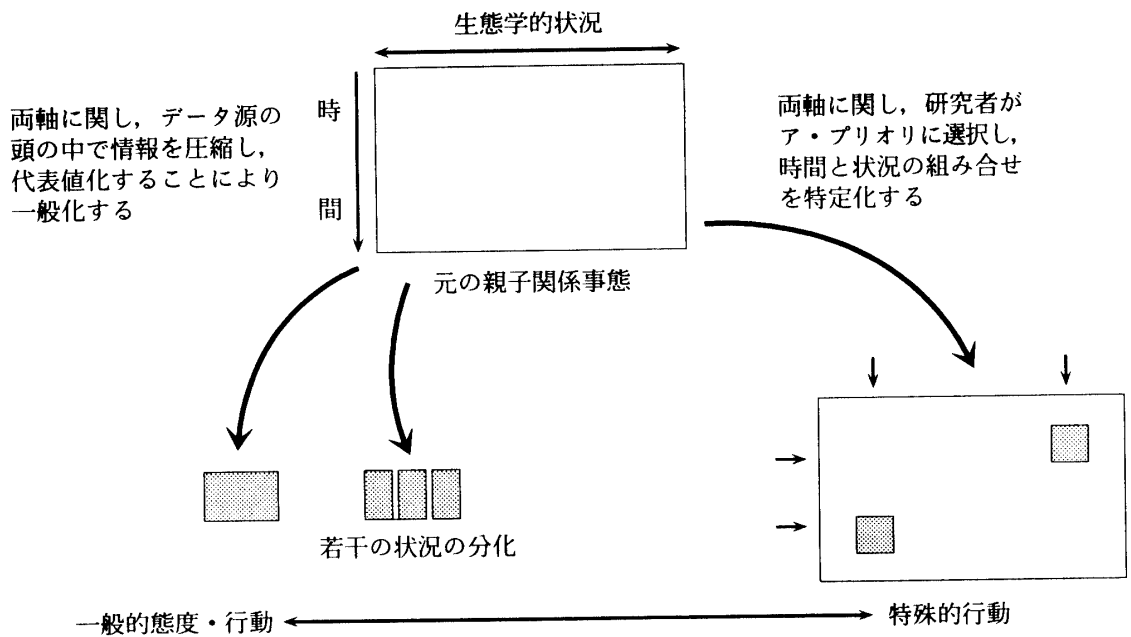 生態学的状況
両軸に関し，データ源の
頭の中で情報を圧縮し，
代表値化することにより
一般化する
時
間
両軸に関し，研究者が
ア・プリオリに選択し，
時間と状況の組み合せ
を特定化する
元の親子関係事態
若干の状況の分化
一般的態度・行動
特殊的行動